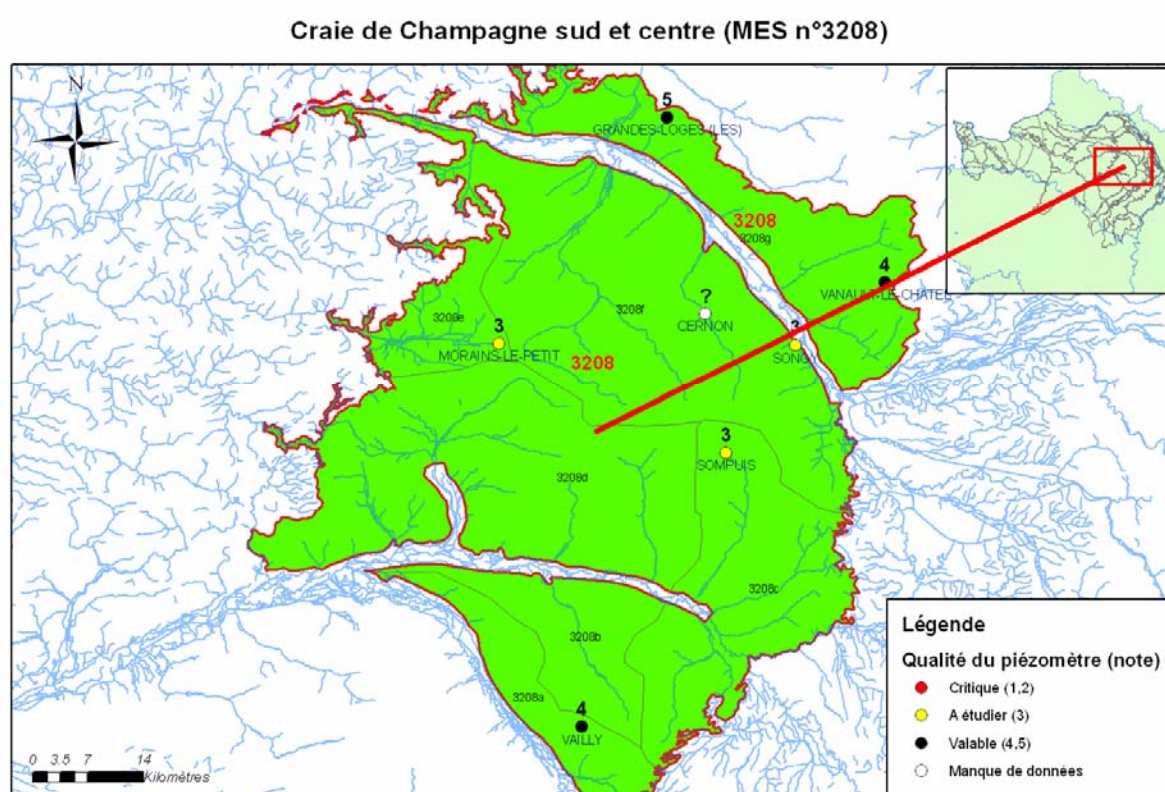 Craie de Champagne sud et centre (MES n°3208)
N
5
GRANDES-LOGES (LES)
3208
3208g
4
VANAULT-LE-CHATEL
?
CERNON
3208f
3208e
3
MORAINS-LE-PETIT
3208
3
SONGY
3
SOMPUIS
3208d
3208c
3208b
3208a
4
VAILLY
0 3.5 7 14
Kilomètres
Légende
Qualité du piézomètre (note)
Critique (1,2)
A étudier (3)
Valable (4,5)
Manque de données